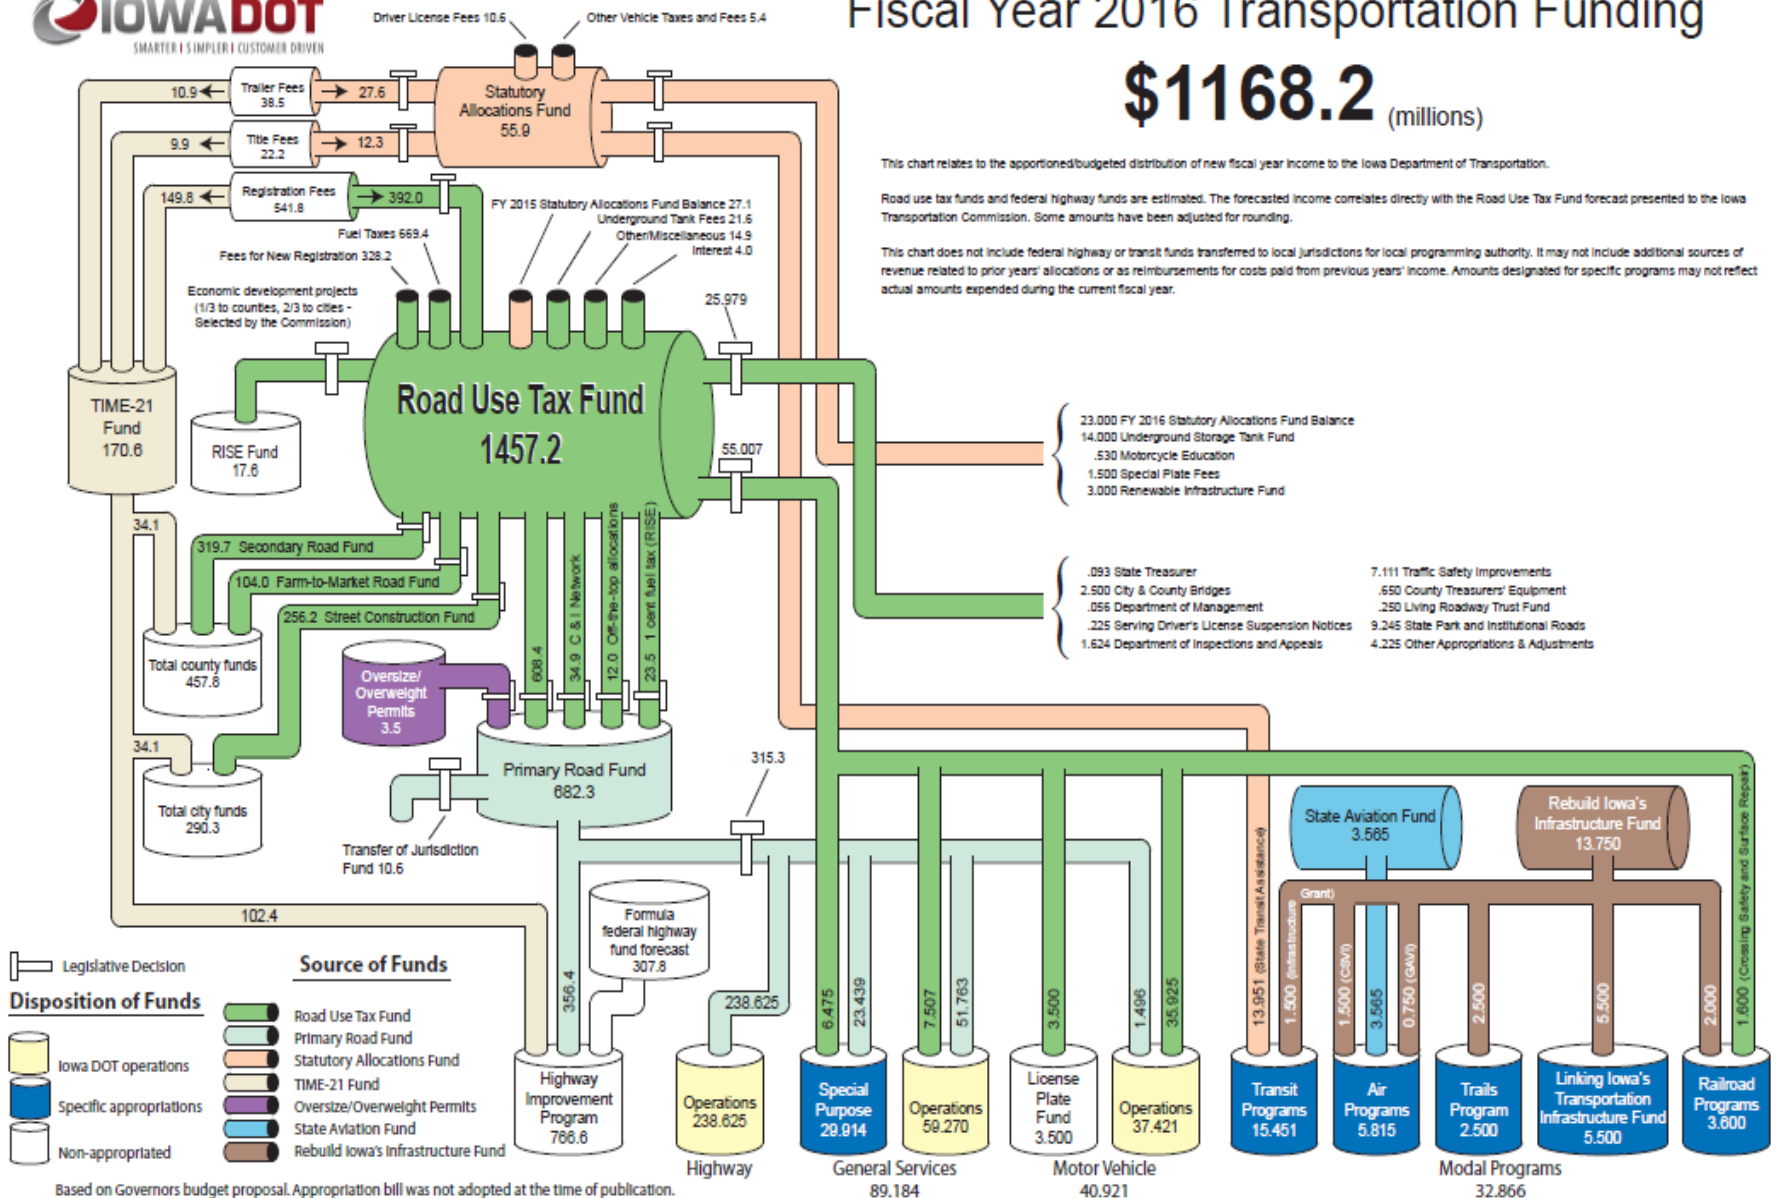 IOWADOT
SMARTER | SIMPLER | CUSTOMER DRIVEN
Fiscal Year 2016 Transportation Funding
$1168.2 (millions)
This chart relates to the apportioned/budgeted distribution of new fiscal year income to the Iowa Department of Transportation.
Road use tax funds and federal highway funds are estimated. The forecasted income correlates directly with the Road Use Tax Fund forecast presented to the Iowa
Transportation Commission. Some amounts have been adjusted for rounding.
This chart does not include federal highway or transit funds transferred to local jurisdictions for local programming authority. It may not include additional sources of
revenue related to prior years' allocations or as reimbursements for costs paid from previous years' income. Amounts designated for specific programs may not reflect
actual amounts expended during the current fiscal year.
Driver License Fees 10.6
Other Vehicle Taxes and Fees 5.4
10.9
Trailer Fees
38.5
27.6
Statutory
Allocations Fund
55.9
9.9
Title Fees
22.2
12.3
149.8
Registration Fees
541.8
392.0
FY 2015 Statutory Allocations Fund Balance 27.1
Underground Tank Fees 21.6
Other/Miscellaneous 14.9
Interest 4.0
Fuel Taxes 669.4
Fees for New Registration 328.2
Economic development projects
(1/3 to counties, 2/3 to cities -
Selected by the Commission)
25.979
Road Use Tax Fund
1457.2
TIME-21
Fund
170.6
RISE Fund
17.6
55.007
23.000 FY 2016 Statutory Allocations Fund Balance
14.000 Underground Storage Tank Fund
.530 Motorcycle Education
1.500 Special Plate Fees
3.000 Renewable Infrastructure Fund
.093 State Treasurer
2.500 City & County Bridges
.056 Department of Management
.225 Serving Driver's License Suspension Notices
1.624 Department of Inspections and Appeals
7.111 Traffic Safety Improvements
.650 County Treasurers' Equipment
.250 Living Roadway Trust Fund
9.245 State Park and Institutional Roads
4.225 Other Appropriations & Adjustments
34.1
319.7 Secondary Road Fund
104.0 Farm-to-Market Road Fund
256.2 Street Construction Fund
608.4
34.9 C & I Network
12.0 Off-the-top allocations
23.5 1 cent fuel tax (RISE)
Total county funds
457.8
Oversize/
Overweight
Permits
3.5
34.1
Total city funds
290.3
Primary Road Fund
682.3
315.3
Transfer of Jurisdiction
Fund 10.6
State Aviation Fund
3.565
Rebuild Iowa's
Infrastructure Fund
13.750
102.4
Formula
federal highway
fund forecast
307.8
356.4
238.625
6.475
23.439
7.507
51.763
3.500
1.496
35.925
13.951 (State Transit Assistance)
1.500 (Infrastructure
Grant)
1.500 (CSVI)
3.565
0.750 (GAVI)
2.500
5.500
2.000
1.600 (Crossing Safety and Surface Repair)
Highway
Improvement
Program
766.6
Operations
238.625
Special
Purpose
29.914
Operations
59.270
License
Plate
Fund
3.500
Operations
37.421
Transit
Programs
15.451
Air
Programs
5.815
Trails
Program
2.500
Linking Iowa's
Transportation
Infrastructure Fund
5.500
Railroad
Programs
3.600
Highway
General Services
89.184
Motor Vehicle
40.921
Modal Programs
32.866
Legislative Decision
Disposition of Funds
Iowa DOT operations
Specific appropriations
Non-appropriated
Source of Funds
Road Use Tax Fund
Primary Road Fund
Statutory Allocations Fund
TIME-21 Fund
Oversize/Overweight Permits
State Aviation Fund
Rebuild Iowa's Infrastructure Fund
Based on Governors budget proposal. Appropriation bill was not adopted at the time of publication.